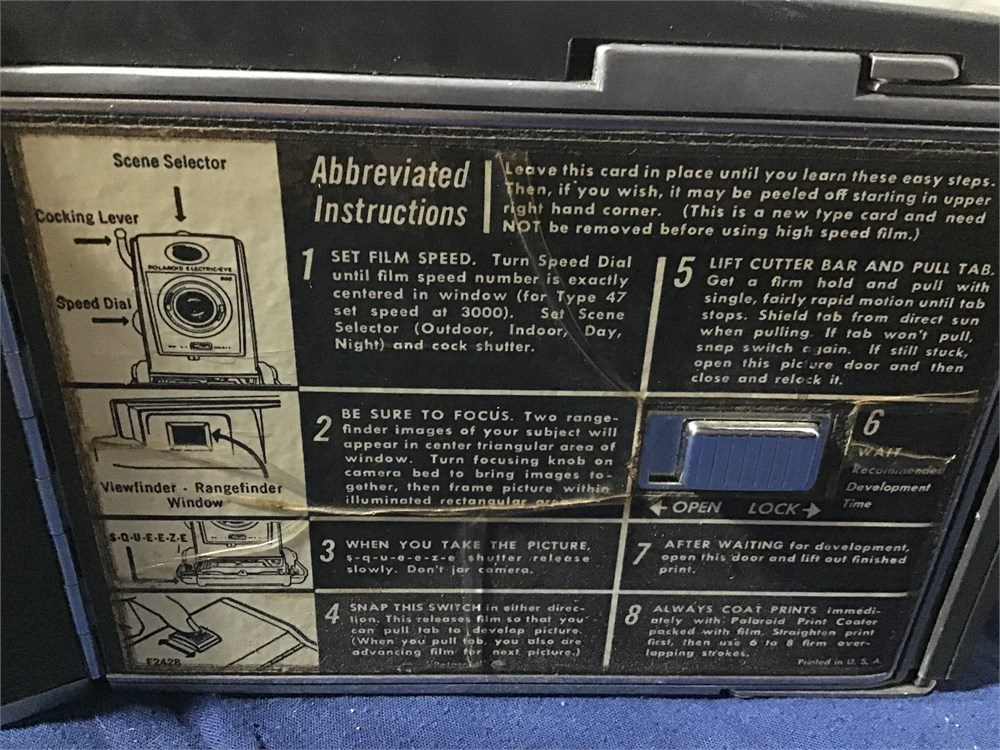 Scene Selector
Cocking Lever
POLAROID ELECTRIC-EYE
900
Speed Dial
Abbreviated
Instructions
Leave this card in place until you learn these easy steps.
Then, if you wish, it may be peeled off starting in upper
right hand corner. (This is a new type card and need
NOT be removed before using high speed film.)
1 SET FILM SPEED. Turn Speed Dial
until film speed number is exactly
centered in window (for Type 47
set speed at 3000). Set Scene
Selector (Outdoor, Indoor, Day,
Night) and cock shutter.
Viewfinder - Rangefinder
Window
2 BE SURE TO FOCUS. Two range-
finder images of your subject will
appear in center triangular area of
window. Turn focusing knob on
camera bed to bring images to-
gether, then frame picture within
illuminated rectangular area
S-Q-U-E-E-Z-E
3 WHEN YOU TAKE THE PICTURE,
s-q-u-e-e-z-e shutter release
slowly. Don't jar camera.
F2428
4 SNAP THIS SWITCH in either direc-
tion. This releases film so that you
can pull tab to develop picture.
(When you pull tab, you also are
advancing film for next picture.)
5 LIFT CUTTER BAR AND PULL TAB.
Get a firm hold and pull with
single, fairly rapid motion until tab
stops. Shield tab from direct sun
when pulling. If tab won't pull,
snap switch again. If still stuck,
open this picture door and then
close and relock it.
OPEN LOCK
6
WAIT
Recommended
Development
Time
7 AFTER WAITING for development,
open this door and lift out finished
print.
8 ALWAYS COAT PRINTS immedi-
ately with Polaroid Print Coater
packed with film. Straighten print
first, then use 6 to 8 firm over-
lapping strokes.
Printed in U. S. A.